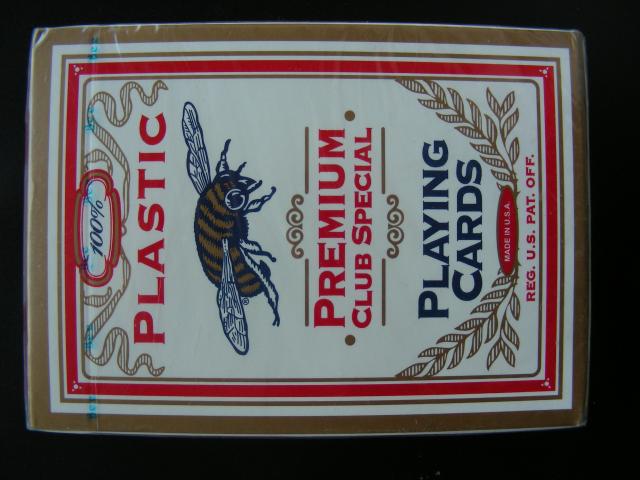 100%
PLASTIC
®
PREMIUM
CLUB SPECIAL
PLAYING
CARDS
MADE IN U.S.A.
REG. U.S. PAT. OFF.